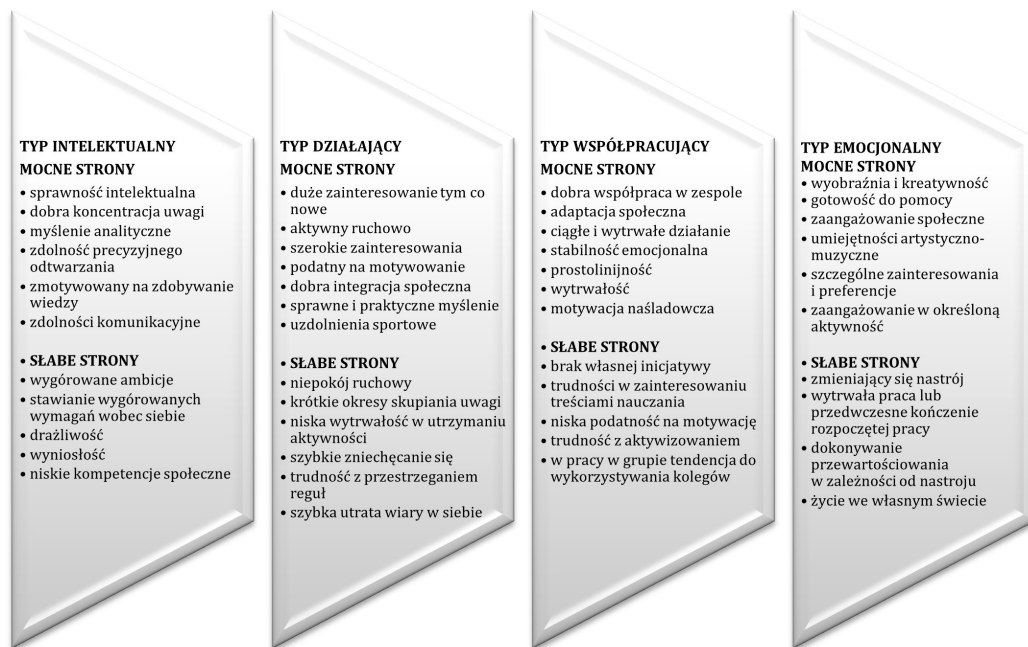 TYP INTELEKTUALNY
MOCNE STRONY
• sprawność intelektualna
• dobra koncentracja uwagi
• myślenie analityczne
• zdolność precyzyjnego
odtwarzania
• zmotywowany na zdobywanie
wiedzy
• zdolności komunikacyjne
• SŁABE STRONY
• wygórowane ambicje
• stawianie wygórowanych
wymagań wobec siebie
• drażliwość
• wyniosłość
• niskie kompetencje społeczne
TYP DZIAŁAJĄCY
MOCNE STRONY
• duże zainteresowanie tym co
nowe
• aktywny ruchowo
• szerokie zainteresowania
• podatny na motywowanie
• dobra integracja społeczna
• sprawne i praktyczne myślenie
• uzdolnienia sportowe
• SŁABE STRONY
• niepokój ruchowy
• krótkie okresy skupiania uwagi
• niska wytrwałość w utrzymaniu
aktywności
• szybkie zniechęcanie się
• trudność z przestrzeganiem
reguł
• szybka utrata wiary w siebie
TYP WSPÓŁPRACUJĄCY
MOCNE STRONY
• dobra współpraca w zespole
• adaptacja społeczna
• ciągłe i wytrwałe działanie
• stabilność emocjonalna
• prostolinijność
• wytrwałość
• motywacja naśladowcza
• SŁABE STRONY
• brak własnej inicjatywy
• trudności w zainteresowaniu
treściami nauczania
• niska podatność na motywację
• trudność z aktywizowaniem
• w pracy w grupie tendencja do
wykorzystywania kolegów
TYP EMOCJONALNY
MOCNE STRONY
• wyobraźnia i kreatywność
• gotowość do pomocy
• zaangażowanie społeczne
• umiejętności artystyczno-
muzyczne
• szczególne zainteresowania
i preferencje
• zaangażowanie w określoną
aktywność
• SŁABE STRONY
• zmieniający się nastrój
• wytrwała praca lub
przedwczesne kończenie
rozpoczętej pracy
• dokonywanie
przewartościowania
w zależności od nastroju
• życie we własnym świecie